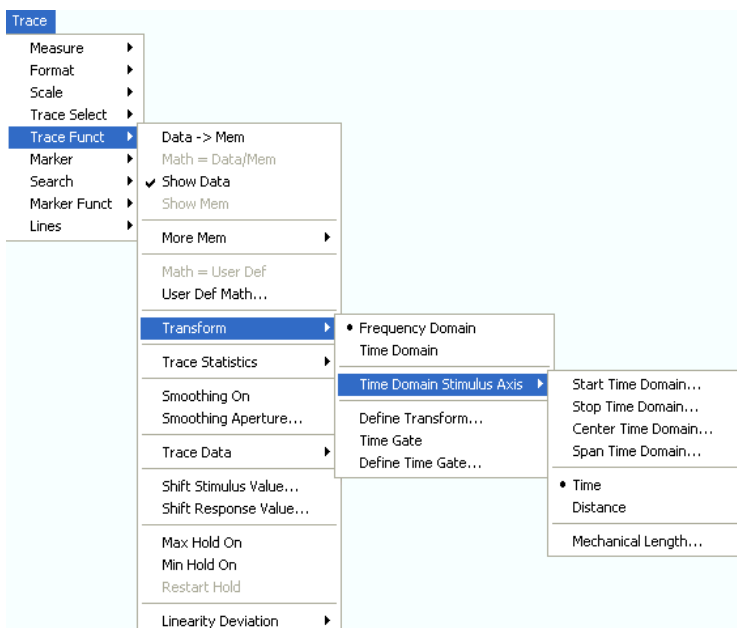 Trace
Measure
Format
Scale
Trace Select
Trace Funct
Marker
Search
Marker Funct
Lines
Data -> Mem
Math = Data/Mem
Show Data
Show Mem
More Mem
Math = User Def
User Def Math...
Transform
Trace Statistics
Smoothing On
Smoothing Aperture...
Trace Data
Shift Stimulus Value...
Shift Response Value...
Max Hold On
Min Hold On
Restart Hold
Linearity Deviation
Frequency Domain
Time Domain
Time Domain Stimulus Axis
Define Transform...
Time Gate
Define Time Gate...
Start Time Domain...
Stop Time Domain...
Center Time Domain...
Span Time Domain...
Time
Distance
Mechanical Length...